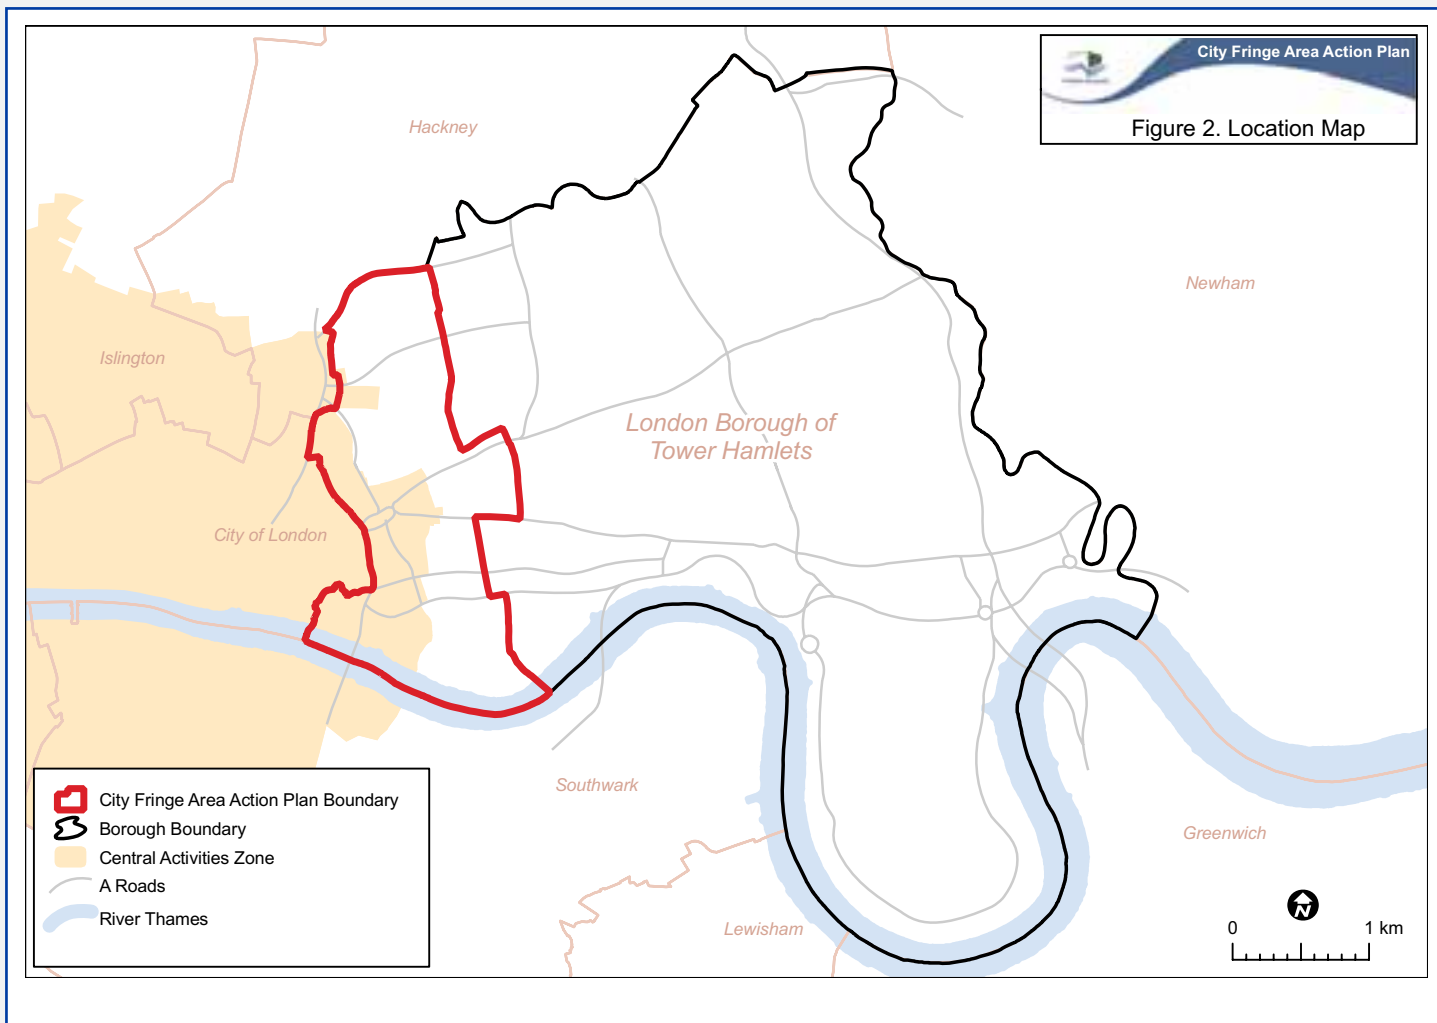 City Fringe Area Action Plan
Figure 2. Location Map
Hackney
Newham
Islington
London Borough of
Tower Hamlets
City of London
Southwark
Greenwich
Lewisham
City Fringe Area Action Plan Boundary
Borough Boundary
Central Activities Zone
A Roads
River Thames
N
0 1 km